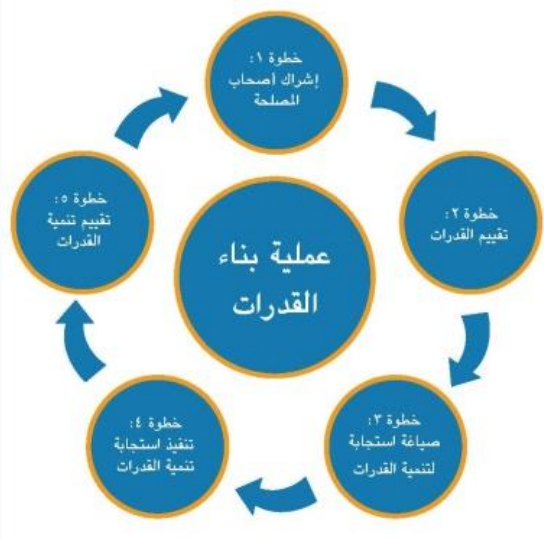 خطوة ١:
إشراك أصحاب
المصلحة
خطوة ٢:
تقييم القدرات
خطوة ٣:
صياغة استجابة
لتنمية القدرات
خطوة ٤:
تنفيذ استجابة
تنمية القدرات
خطوة ٥:
تقييم تنمية
القدرات
عملية بناء
القدرات